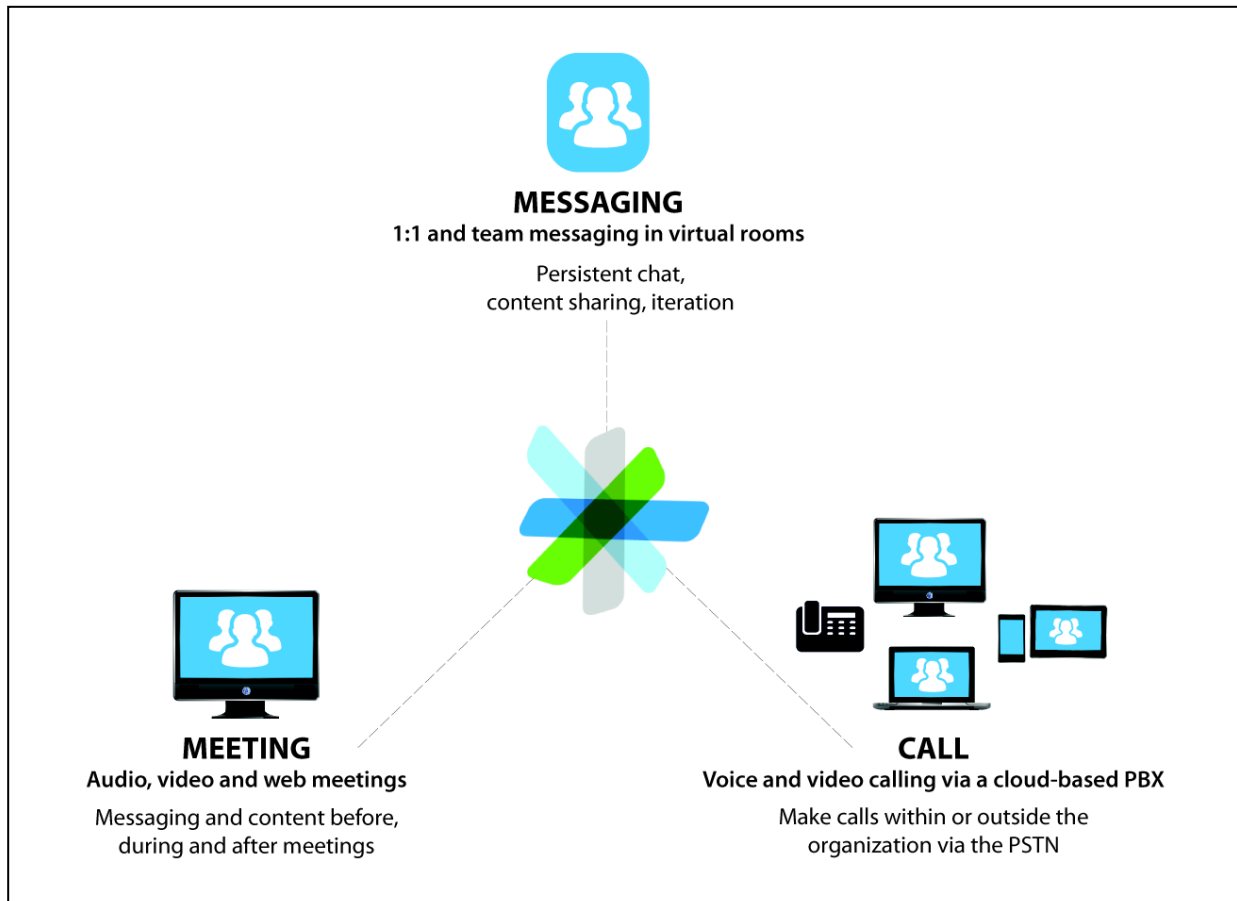 MESSAGING
1:1 and team messaging in virtual rooms
Persistent chat,
content sharing, iteration
MEETING
Audio, video and web meetings
Messaging and content before,
during and after meetings
CALL
Voice and video calling via a cloud-based PBX
Make calls within or outside the
organization via the PSTN